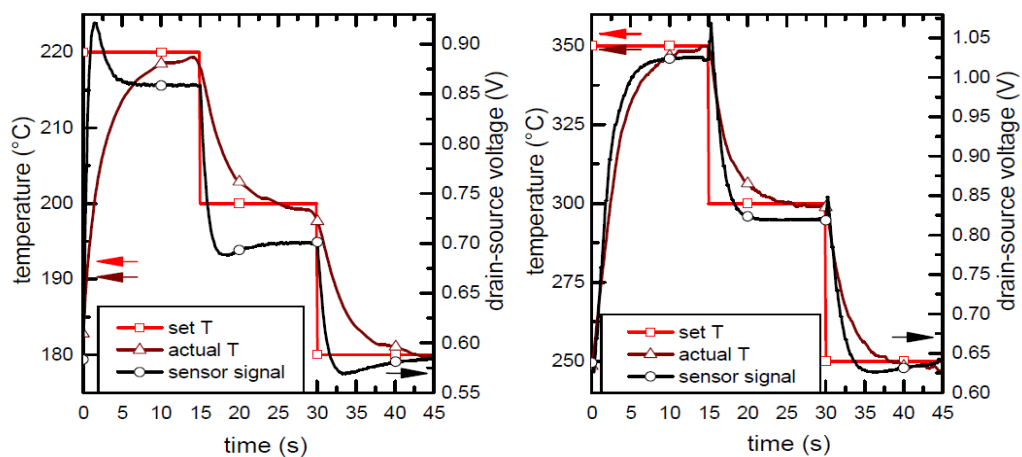 temperature (°C)
220
210
200
190
180
0 5 10 15 20 25 30 35 40 45
time (s)
0.90
0.85
0.80
0.75
0.70
0.65
0.60
0.55
drain-source voltage (V)
set T
actual T
sensor signal
temperature (°C)
350
325
300
275
250
0 5 10 15 20 25 30 35 40 45
time (s)
1.05
1.00
0.95
0.90
0.85
0.80
0.75
0.70
0.65
0.60
drain-source voltage (V)
set T
actual T
sensor signal